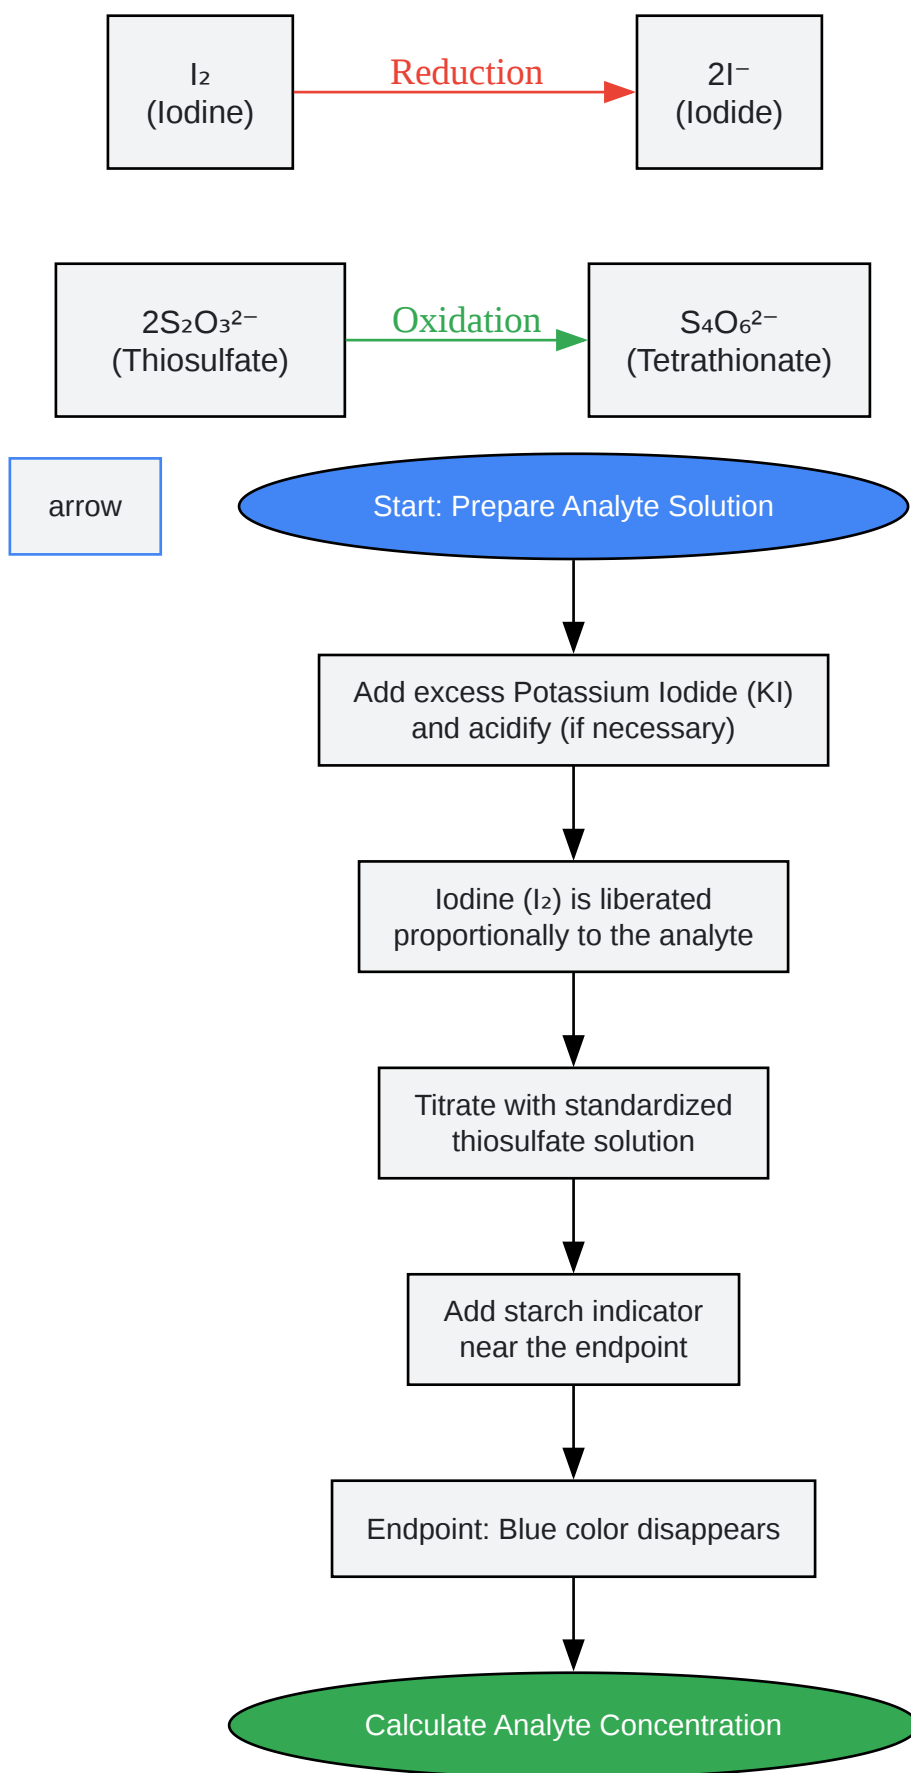 I₂
(Iodine)
Reduction
2I⁻
(Iodide)
2S₂O₃²⁻
(Thiosulfate)
Oxidation
S₄O₆²⁻
(Tetrathionate)
arrow
Start: Prepare Analyte Solution
Add excess Potassium Iodide (KI)
and acidify (if necessary)
Iodine (I₂) is liberated
proportionally to the analyte
Titrate with standardized
thiosulfate solution
Add starch indicator
near the endpoint
Endpoint: Blue color disappears
Calculate Analyte Concentration